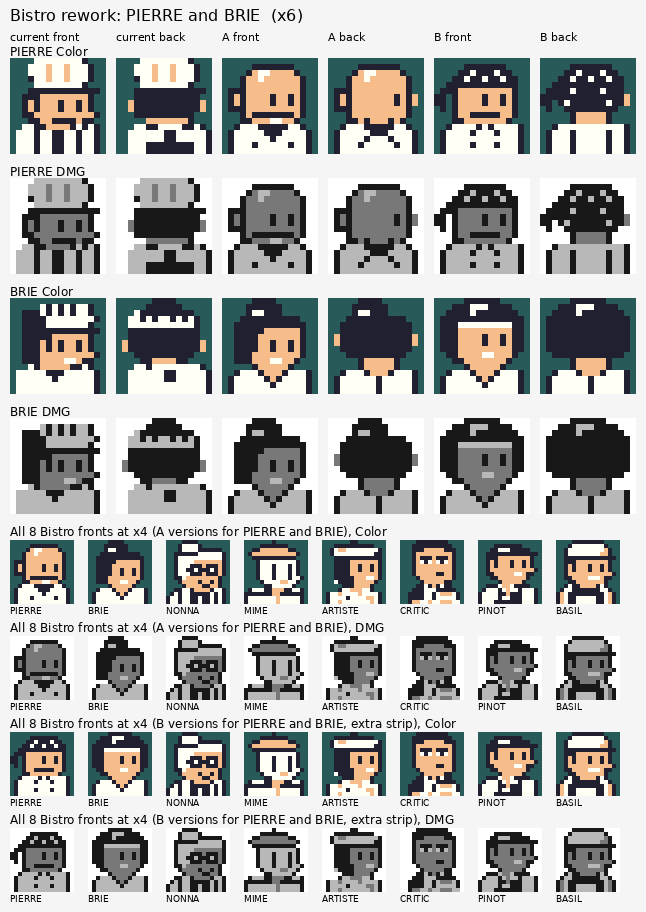 Bistro rework: PIERRE and BRIE (x6)
current front current back A front A back B front B back
PIERRE Color
PIERRE DMG
BRIE Color
BRIE DMG
All 8 Bistro fronts at x4 (A versions for PIERRE and BRIE), Color
PIERRE BRIE NONNA MIME ARTISTE CRITIC PINOT BASIL
All 8 Bistro fronts at x4 (A versions for PIERRE and BRIE), DMG
PIERRE BRIE NONNA MIME ARTISTE CRITIC PINOT BASIL
All 8 Bistro fronts at x4 (B versions for PIERRE and BRIE, extra strip), Color
PIERRE BRIE NONNA MIME ARTISTE CRITIC PINOT BASIL
All 8 Bistro fronts at x4 (B versions for PIERRE and BRIE, extra strip), DMG
PIERRE BRIE NONNA MIME ARTISTE CRITIC PINOT BASIL